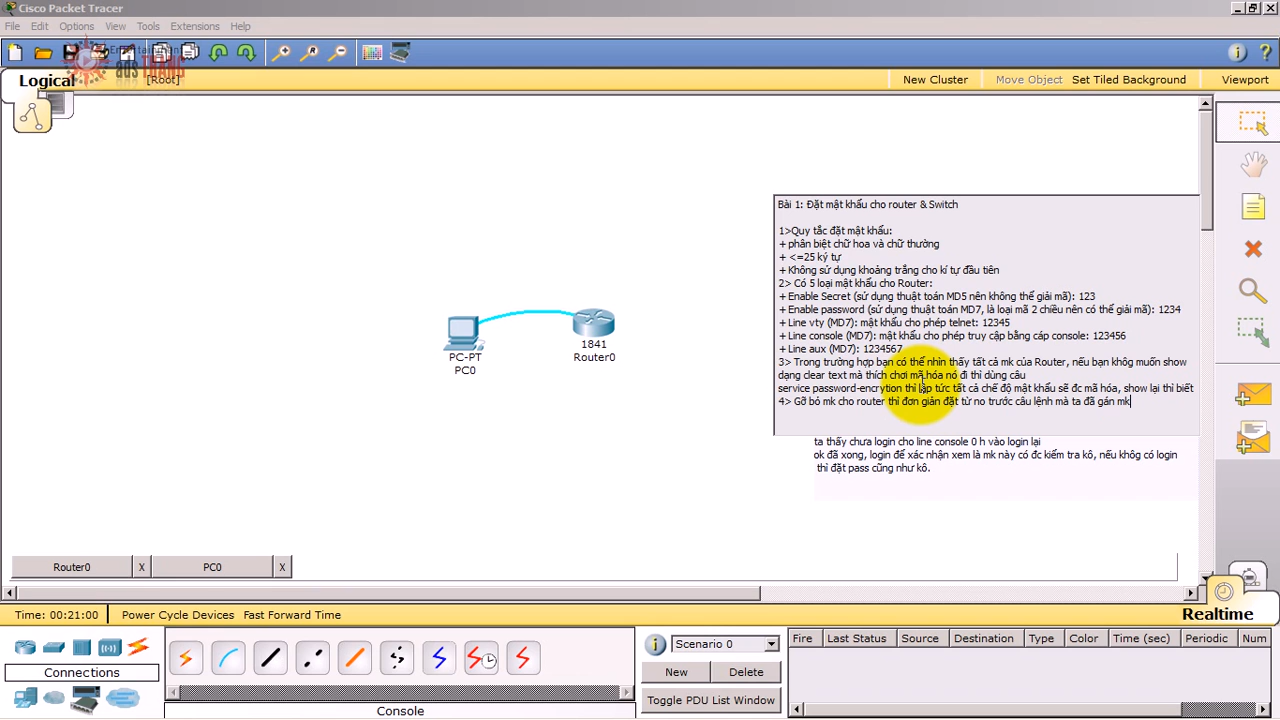 Cisco Packet Tracer
File Edit Options View Tools Extensions Help
Entertainment
ADSTRANS
Logical
[Root]
New Cluster
Move Object
Set Tiled Background
Viewport
Bài 1: Đặt mật khẩu cho router & Switch
1>Quy tắc đặt mật khẩu:
+ phân biệt chữ hoa và chữ thường
+ <=25 ký tự
+ Không sử dụng khoảng trắng cho kí tự đầu tiên
2> Có 5 loại mật khẩu cho Router:
+ Enable Secret (sử dụng thuật toán MD5 nên không thể giải mã): 123
+ Enable password (sử dụng thuật toán MD7, là loại mã 2 chiều nên có thể giải mã): 1234
+ Line vty (MD7): mật khẩu cho phép telnet: 12345
+ Line console (MD7): mật khẩu cho phép truy cập bằng cáp console: 123456
+ Line aux (MD7): 1234567
3> Trong trường hợp bạn có thể nhìn thấy tất cả mk của Router, nếu bạn khôg muốn show
dạng clear text mà thích chơi mã hóa nó đi thì dùng câu
service password-encrytion thì lập tức tất cả chế độ mật khẩu sẽ đc mã hóa, show lại thì biết
4> Gỡ bỏ mk cho router thì đơn giản đặt từ no trước câu lệnh mà ta đã gán mk
ta thấy chưa login cho line console 0 h vào login lại
ok đã xong, login để xác nhận xem là mk này có đc kiểm tra kô, nếu khôg có login
thì đặt pass cũng như kô.
PC-PT
PC0
1841
Router0
Router0 X PC0 X
Time: 00:21:00 Power Cycle Devices Fast Forward Time
Realtime
Connections
Console
Scenario 0
New Delete
Toggle PDU List Window
Fire Last Status Source Destination Type Color Time (sec) Periodic Num